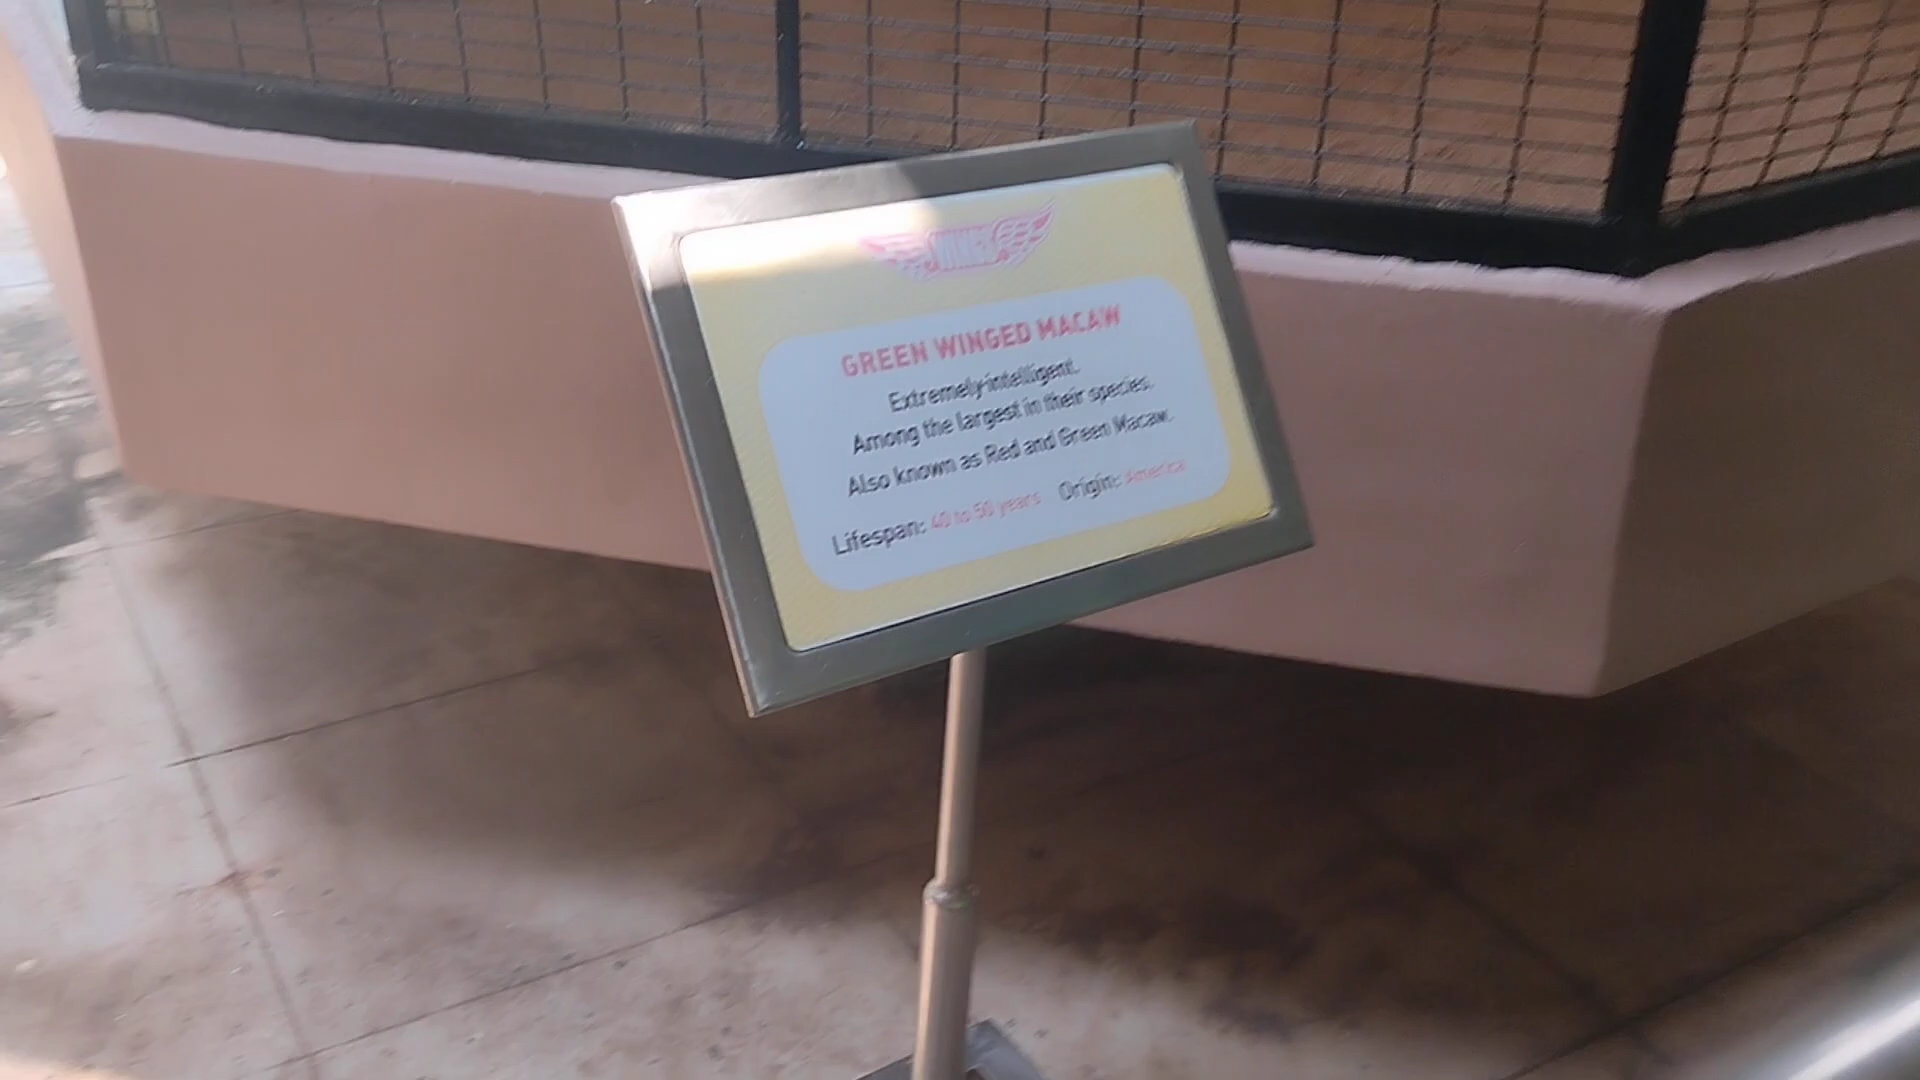 WINGS
GREEN WINGED MACAW
Extremely intelligent.
Among the largest in their species.
Also known as Red and Green Macaw.
Lifespan: 40 to 50 years Origin: America